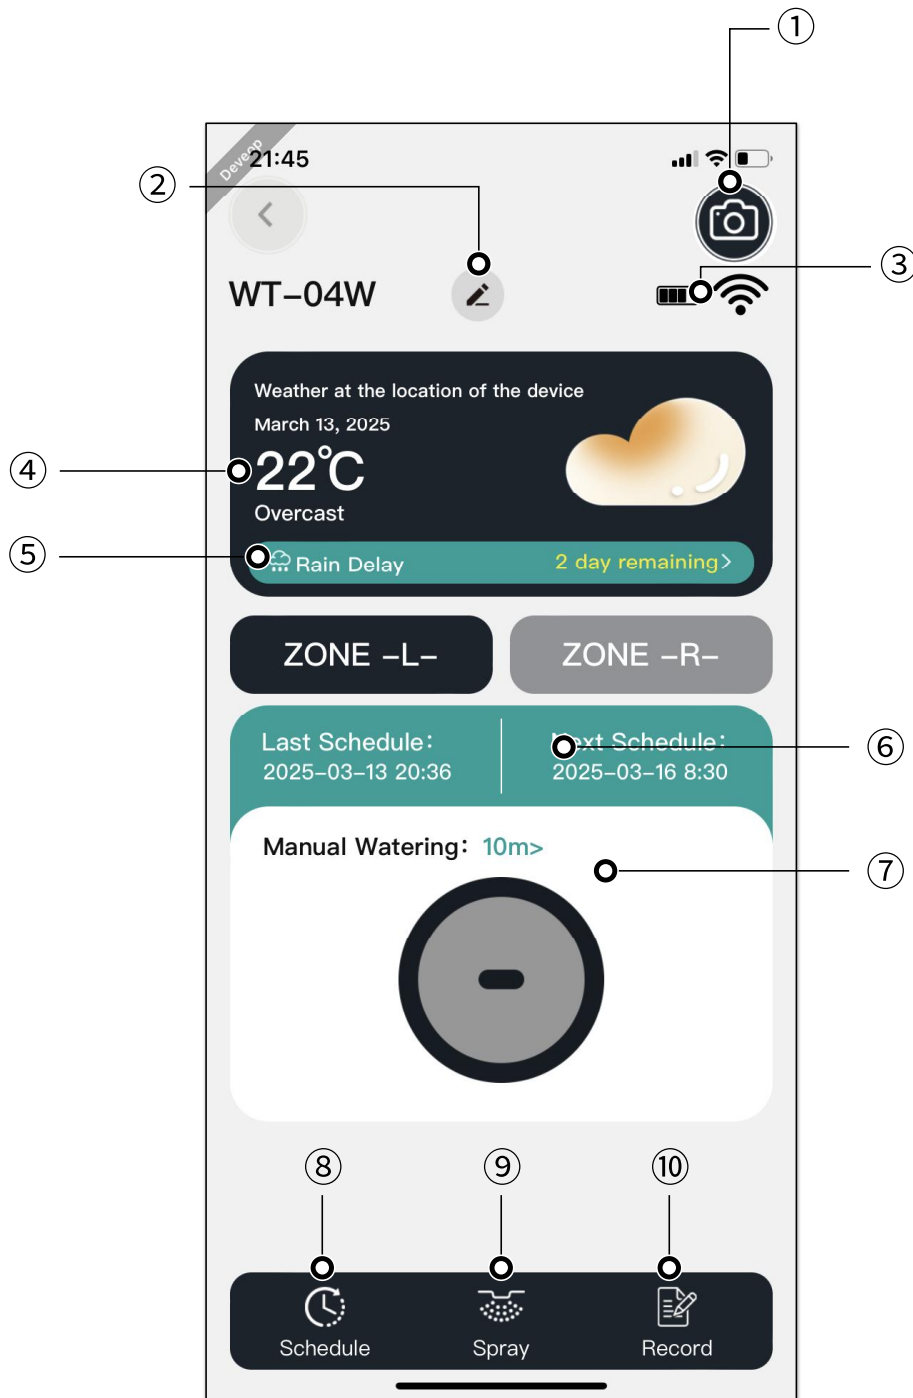 ①
Deveop
21:45
②
③
WT-04W
Weather at the location of the device
March 13, 2025
④
22℃
Overcast
⑤
Rain Delay 2 day remaining>
ZONE -L- ZONE -R-
Last Schedule: Next Schedule:
⑥
2025-03-13 20:36 2025-03-16 8:30
Manual Watering: 10m>
⑦
⑧ ⑨ ⑩
Schedule Spray Record